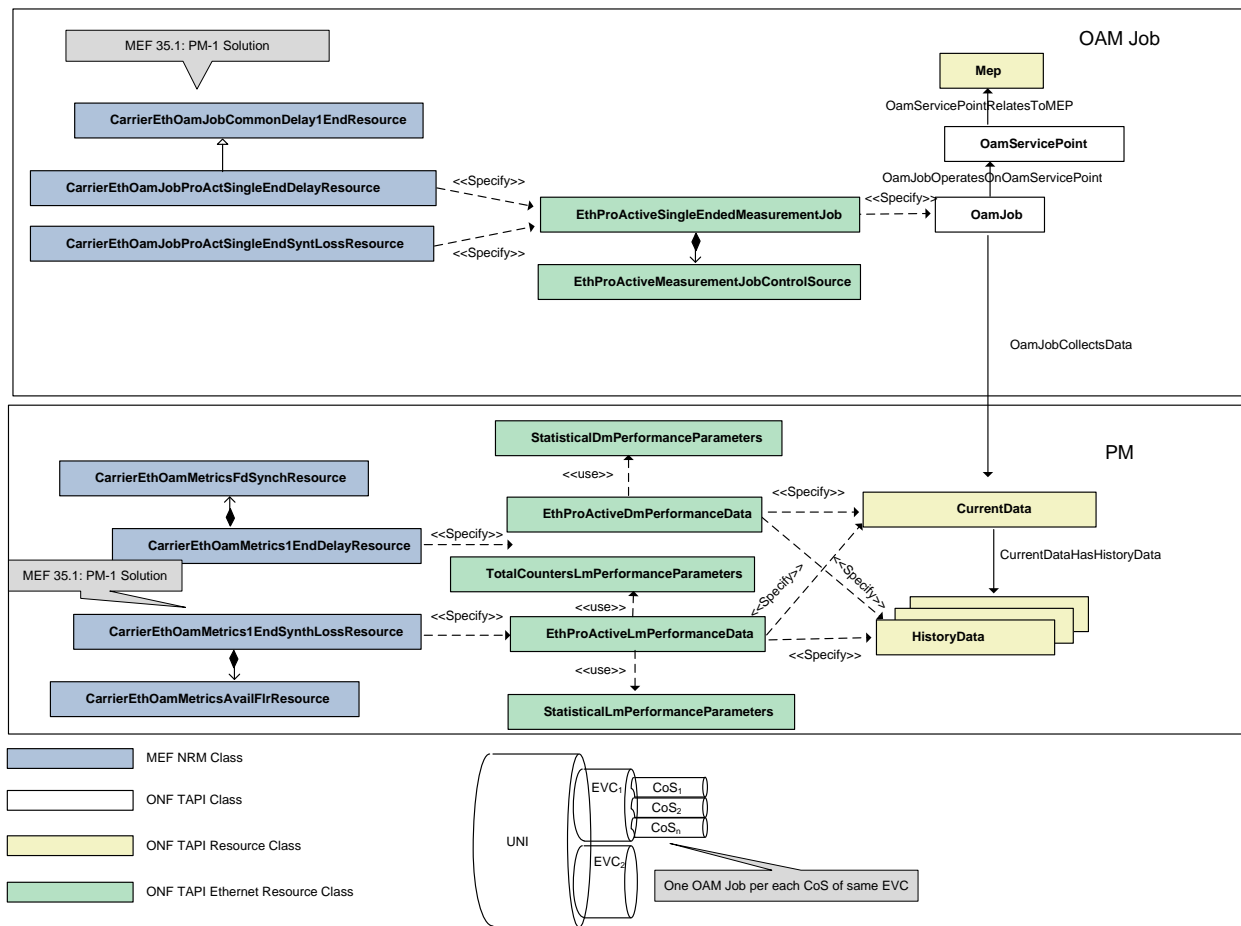 OAM Job
MEF 35.1: PM-1 Solution
Mep
OamServicePointRelatesToMEP
CarrierEthOamJobCommonDelay1EndResource
OamServicePoint
OamJobOperatesOnOamServicePoint
CarrierEthOamJobProActSingleEndDelayResource
<<Specify>>
<<Specify>>
EthProActiveSingleEndedMeasurementJob
OamJob
CarrierEthOamJobProActSingleEndSyntLossResource
<<Specify>>
EthProActiveMeasurementJobControlSource
OamJobCollectsData
PM
StatisticalDmPerformanceParameters
CarrierEthOamMetricsFdSynchResource
<<use>>
<<Specify>>
EthProActiveDmPerformanceData
CurrentData
<<Specify>>
CarrierEthOamMetrics1EndDelayResource
CurrentDataHasHistoryData
MEF 35.1: PM-1 Solution
TotalCountersLmPerformanceParameters
<<Specify>>
<<Specify>>
<<use>>
<<Specify>>
CarrierEthOamMetrics1EndSynthLossResource
EthProActiveLmPerformanceData
HistoryData
<<Specify>>
<<use>>
CarrierEthOamMetricsAvailFlrResource
StatisticalLmPerformanceParameters
MEF NRM Class
ONF TAPI Class
ONF TAPI Resource Class
ONF TAPI Ethernet Resource Class
UNI
EVC1
CoS1
CoS2
CoSn
EVC2
One OAM Job per each CoS of same EVC